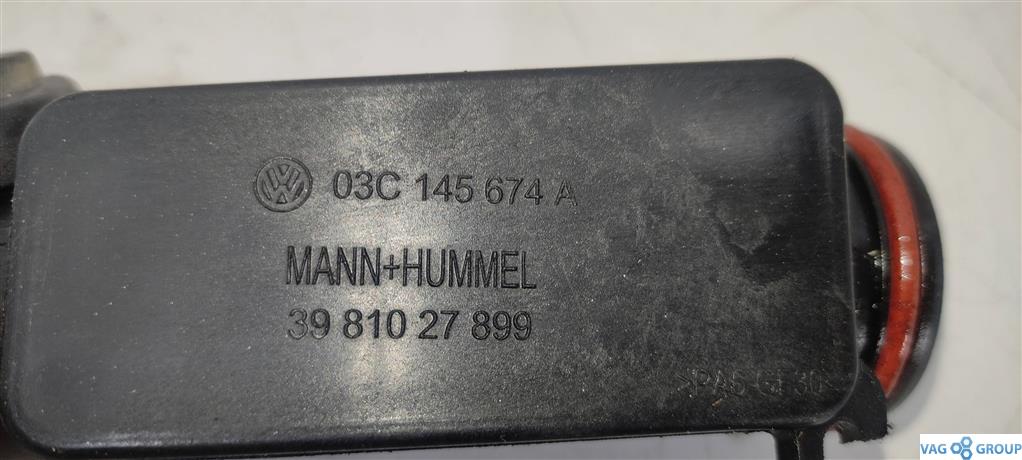 03C 145 674 A
MANN+HUMMEL
39 810 27 899
>PA6-GF30<
VAG GROUP